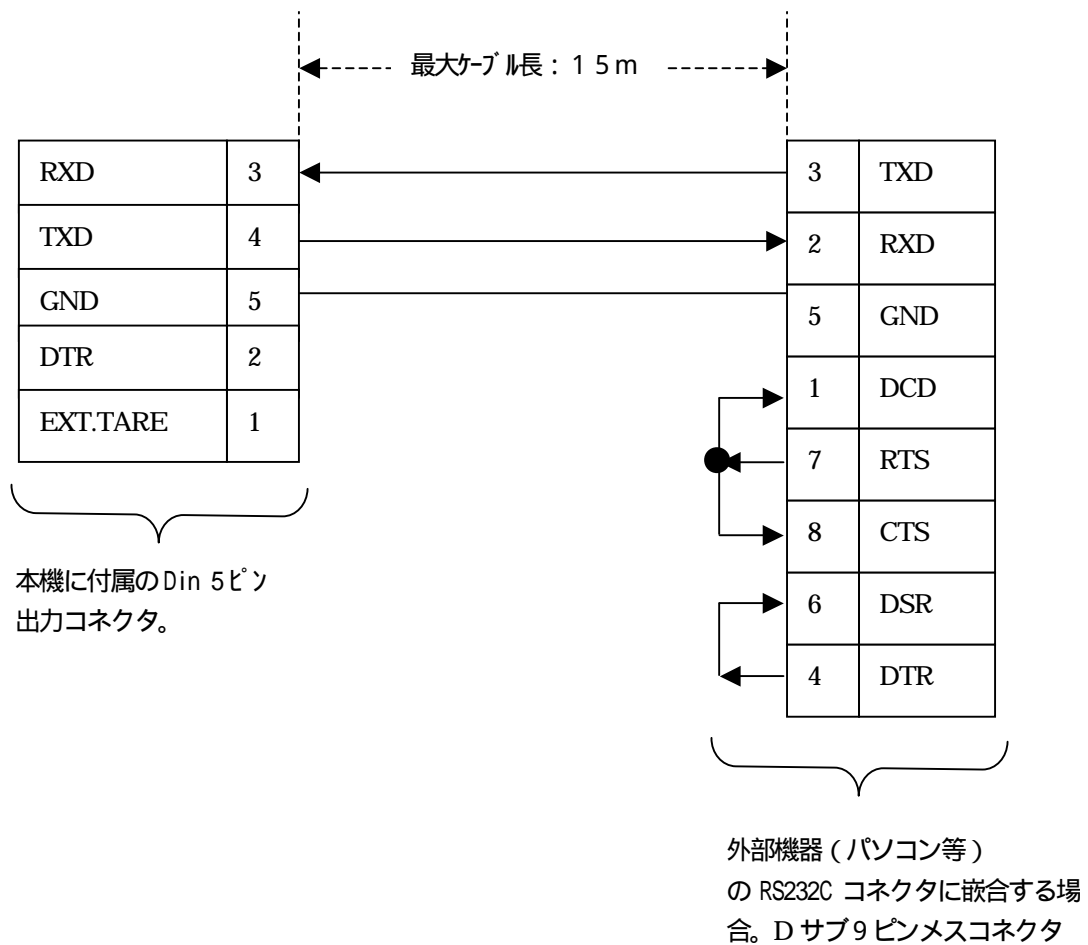 最大ケーブル長：１５ｍ
RXD 3
TXD 4
GND 5
DTR 2
EXT.TARE 1
3 TXD
2 RXD
5 GND
1 DCD
7 RTS
8 CTS
6 DSR
4 DTR
本機に付属のDin 5ピン
出力コネクタ。
外部機器（パソコン等）
の RS232C コネクタに嵌合する場
合。D サブ9 ピンメスコネクタ